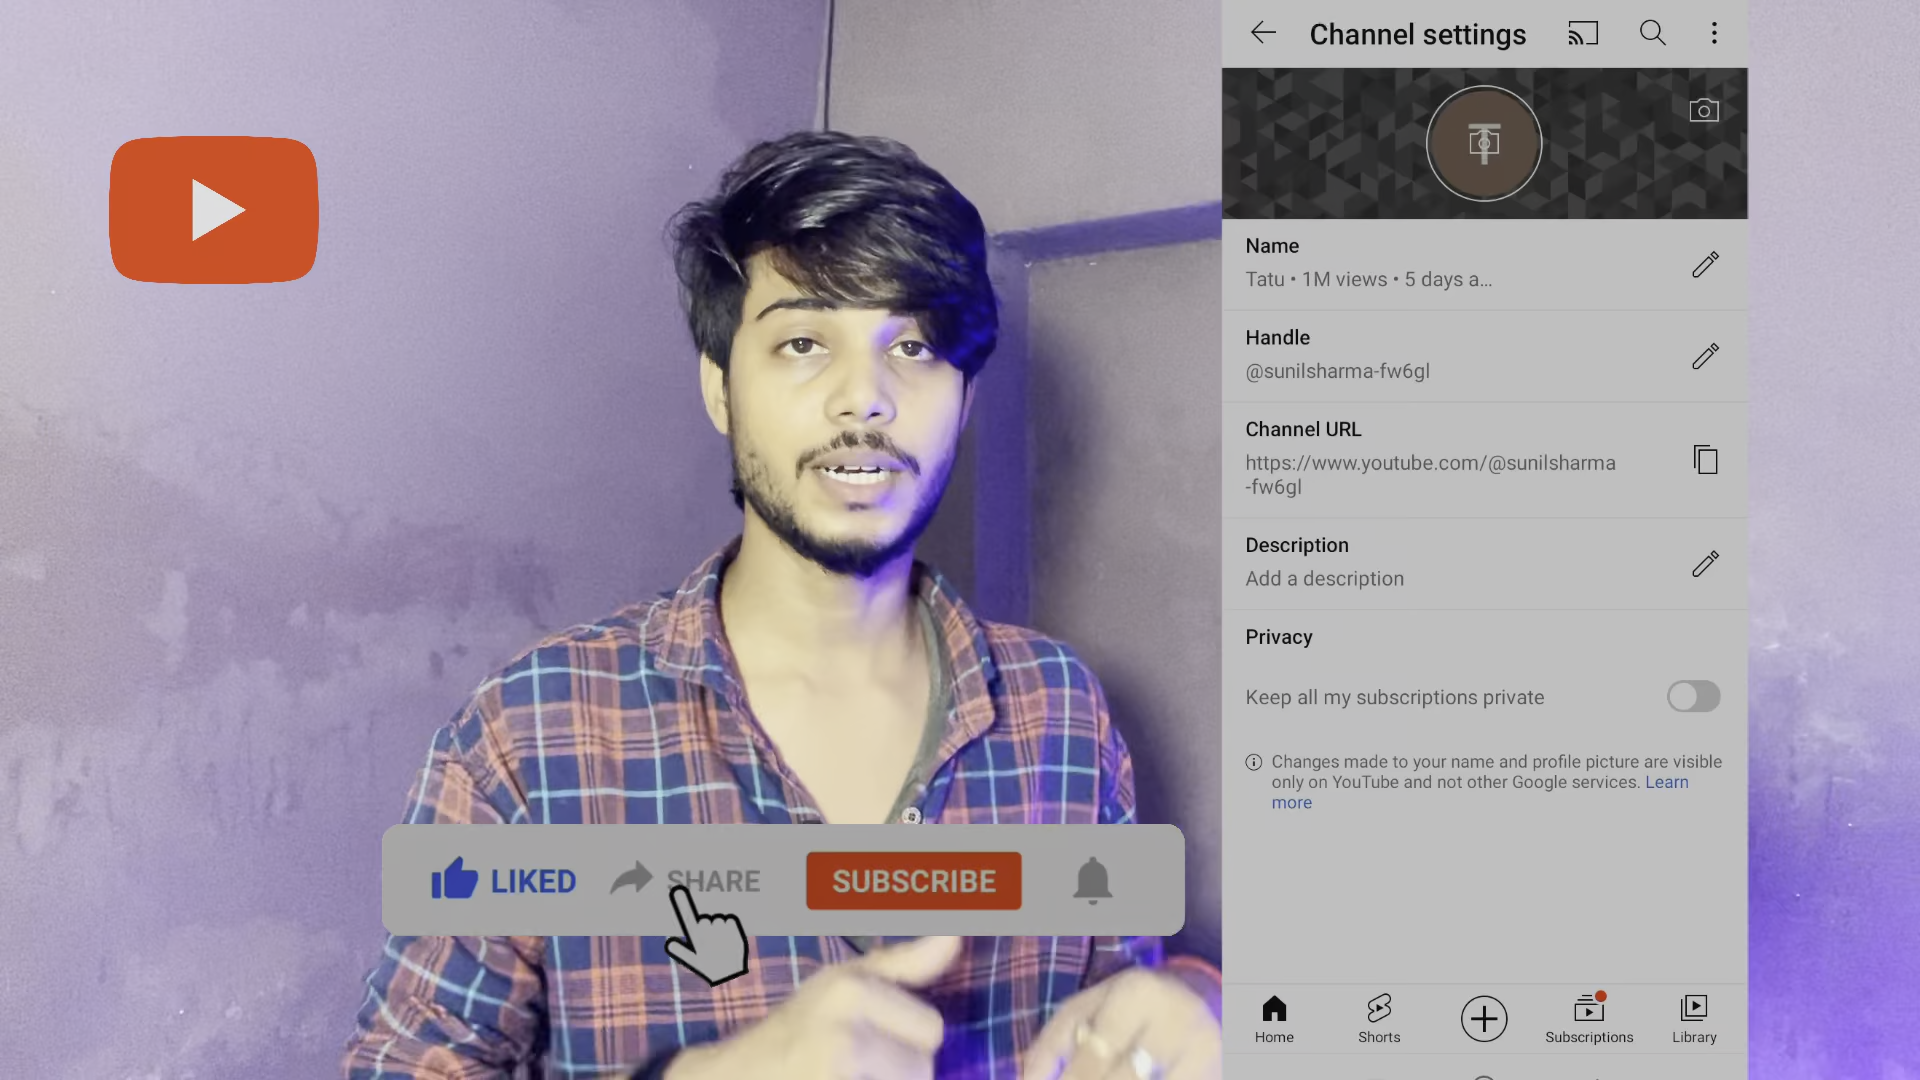 Channel settings
T
Name
Tatu • 1M views • 5 days a...
Handle
@sunilsharma-fw6gl
Channel URL
https://www.youtube.com/@sunilsharma
-fw6gl
Description
Add a description
Privacy
Keep all my subscriptions private
Changes made to your name and profile picture are visible
only on YouTube and not other Google services. Learn
more
LIKED SHARE SUBSCRIBE
Home Shorts Subscriptions Library